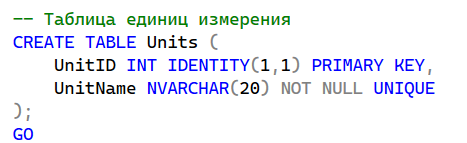 -- Таблица единиц измерения
CREATE TABLE Units (
    UnitID INT IDENTITY(1,1) PRIMARY KEY,
    UnitName NVARCHAR(20) NOT NULL UNIQUE
);
GO